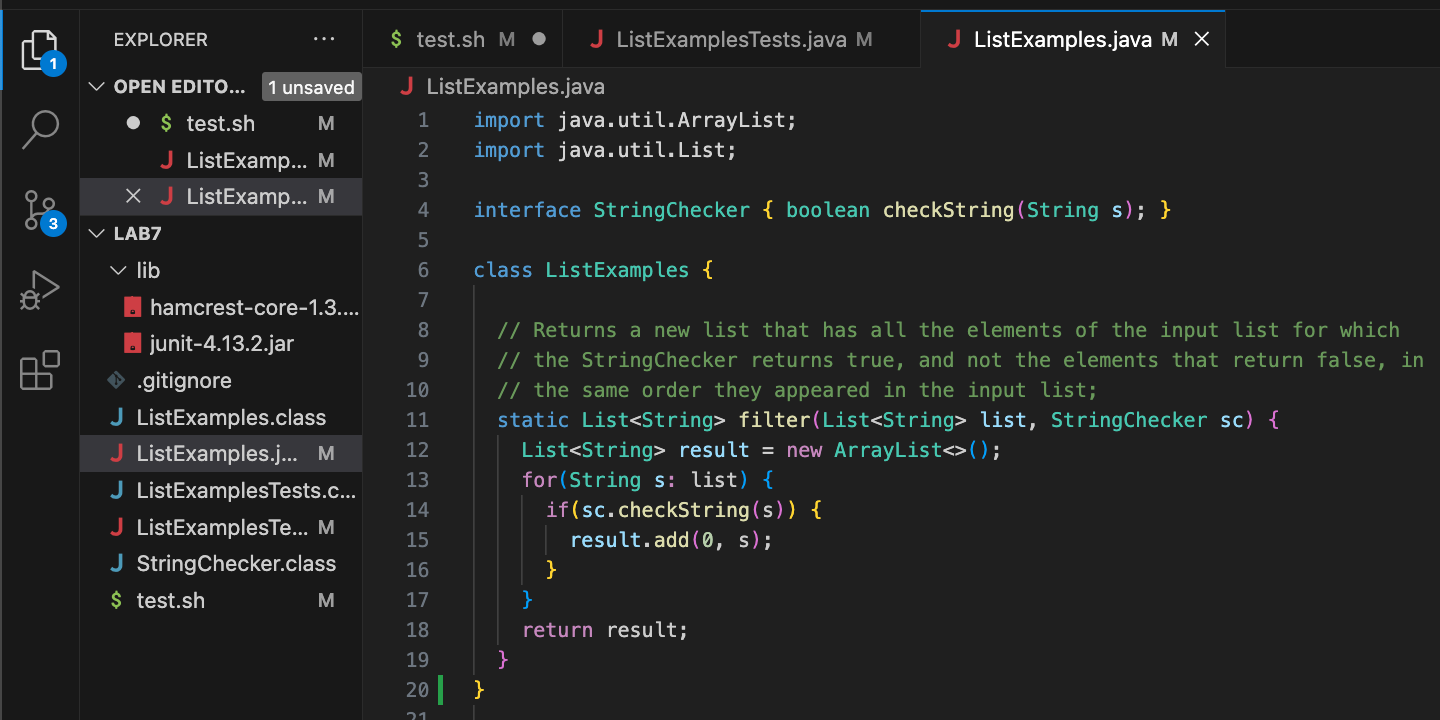 EXPLORER ...
OPEN EDITO... 1 unsaved
$ test.sh M
J ListExamp... M
J ListExamp... M
LAB7
lib
hamcrest-core-1.3....
junit-4.13.2.jar
.gitignore
J ListExamples.class
J ListExamples.j... M
J ListExamplesTests.c...
J ListExamplesTe... M
J StringChecker.class
$ test.sh M
1
3
$ test.sh M
J ListExamplesTests.java M
J ListExamples.java M
J ListExamples.java
1 import java.util.ArrayList;
2 import java.util.List;
3
4 interface StringChecker { boolean checkString(String s); }
5
6 class ListExamples {
7
8 // Returns a new list that has all the elements of the input list for which
9 // the StringChecker returns true, and not the elements that return false, in
10 // the same order they appeared in the input list;
11 static List<String> filter(List<String> list, StringChecker sc) {
12 List<String> result = new ArrayList<>();
13 for(String s: list) {
14 if(sc.checkString(s)) {
15 result.add(0, s);
16 }
17 }
18 return result;
19 }
20 }
21